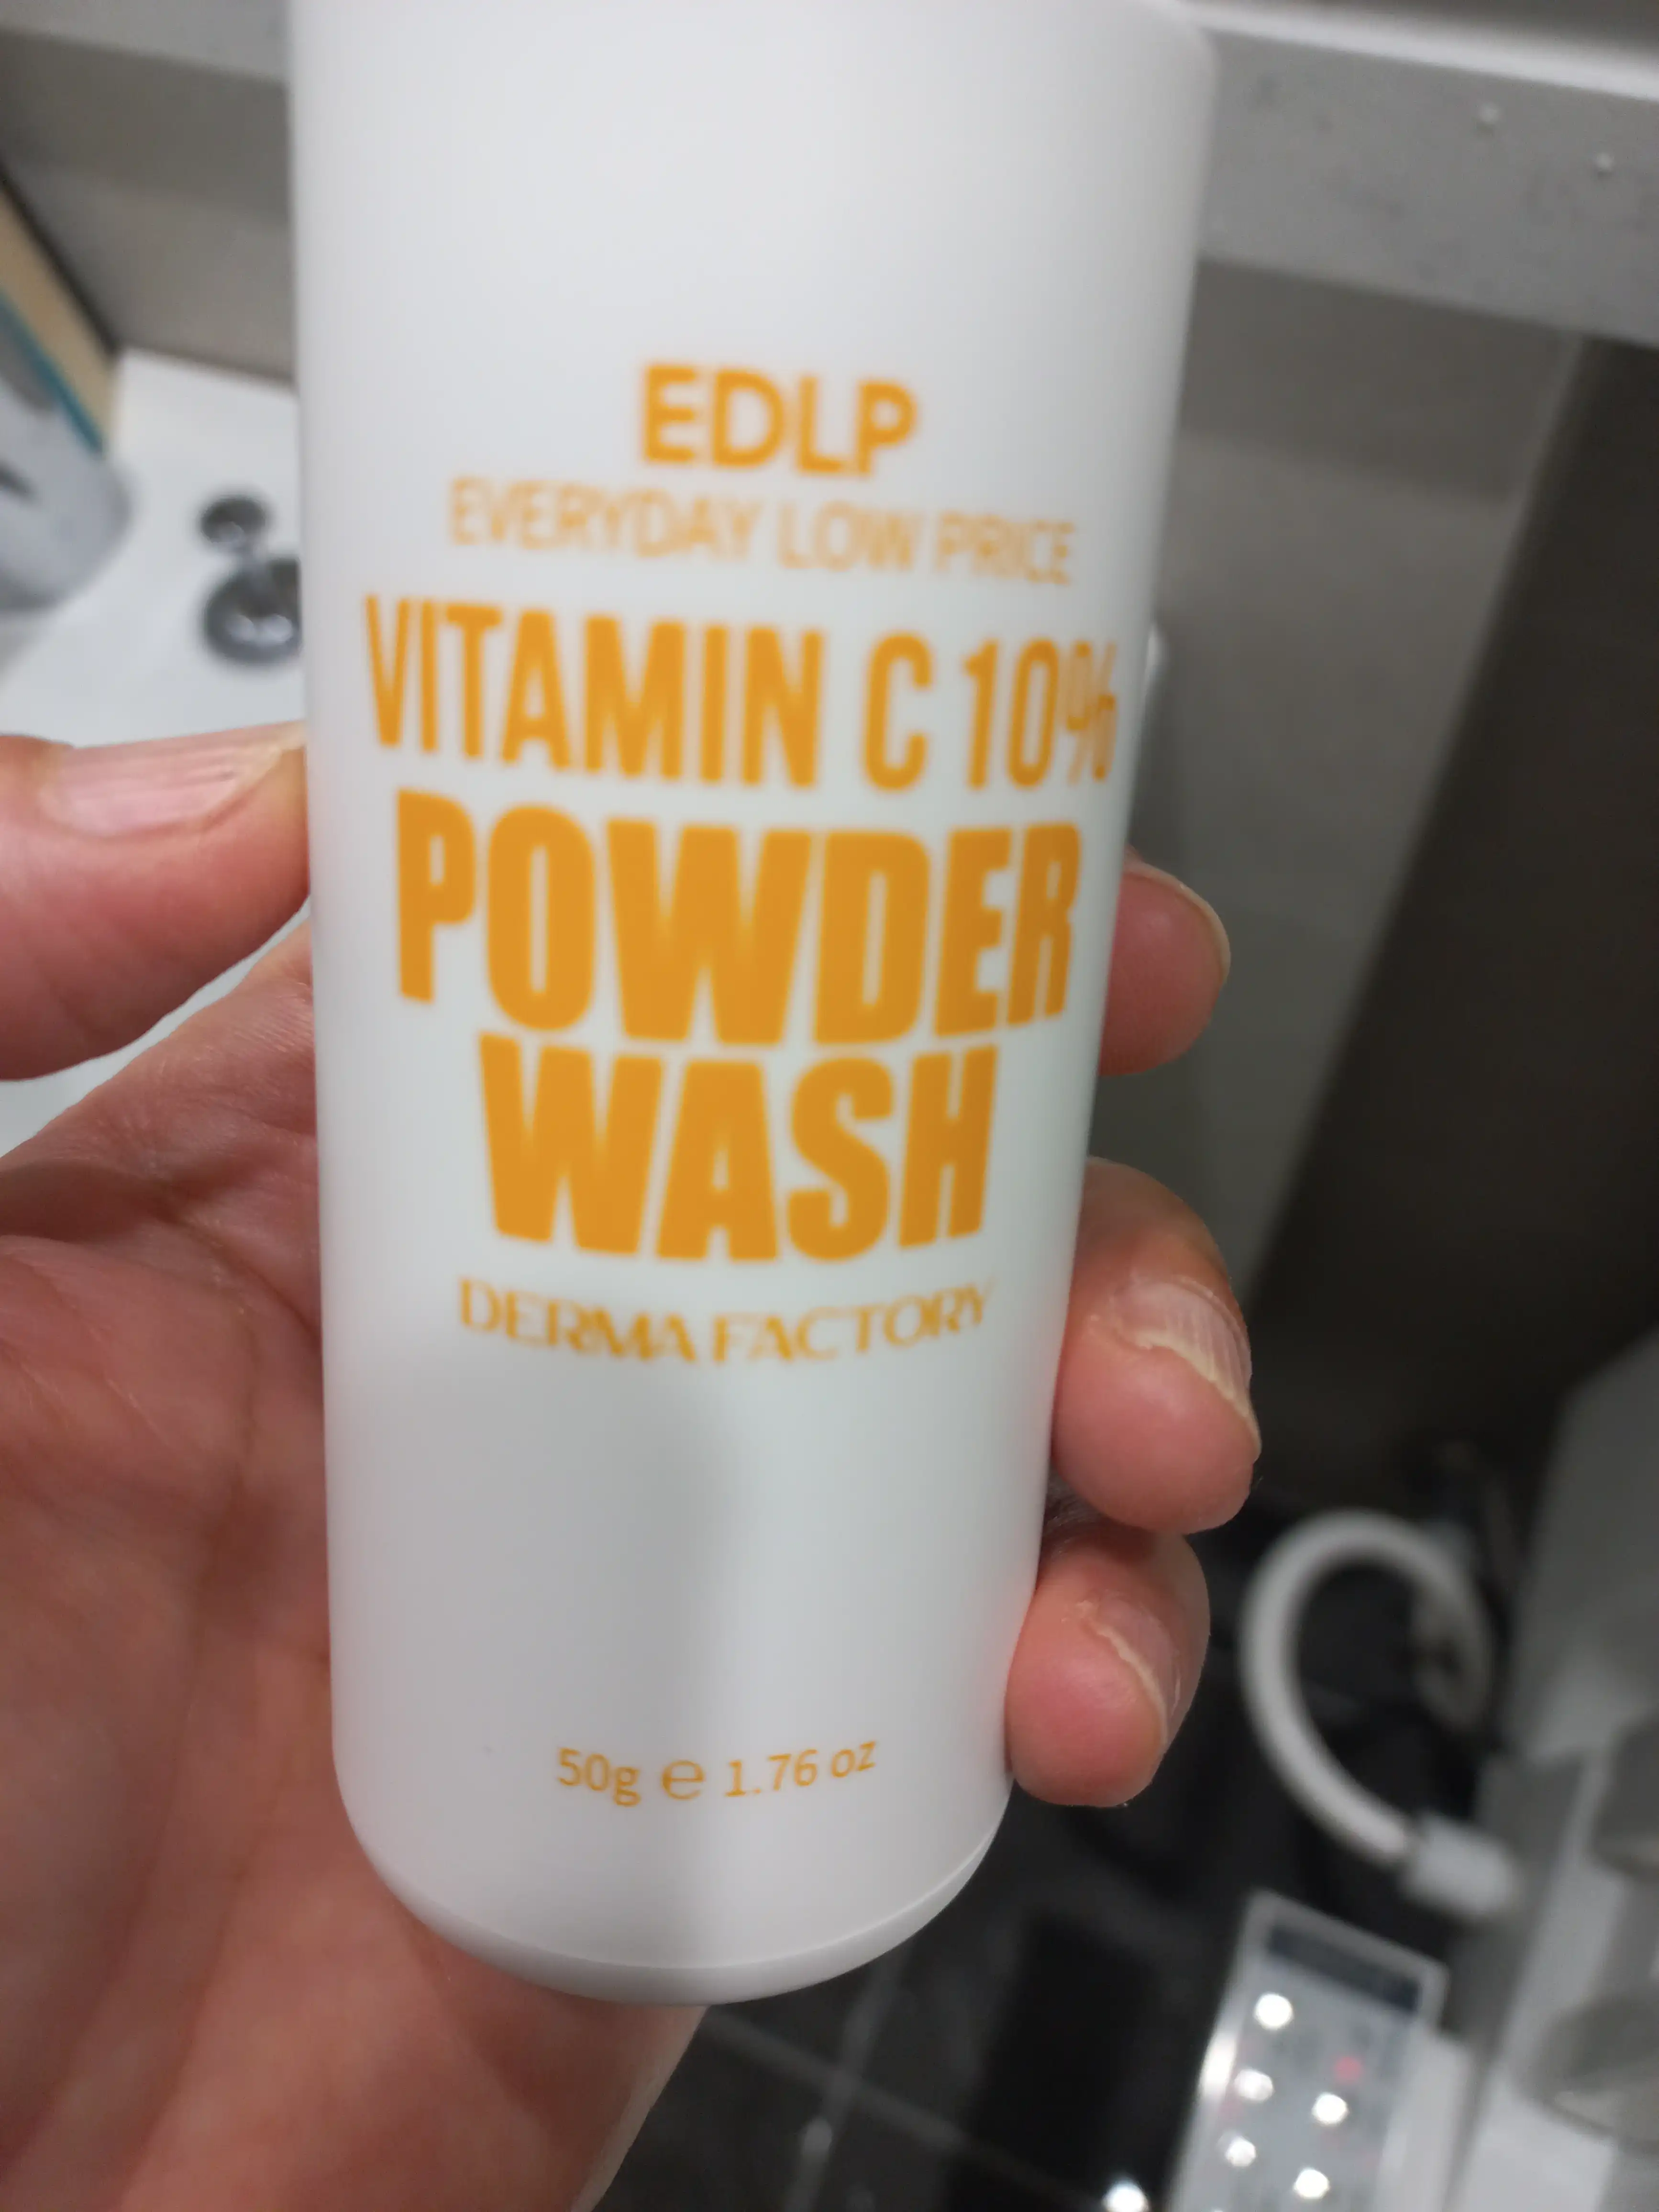 EDLP
EVERYDAY LOW PRICE
VITAMIN C 10%
POWDER
WASH
DERMA FACTORY
50g ℮ 1.76 oz